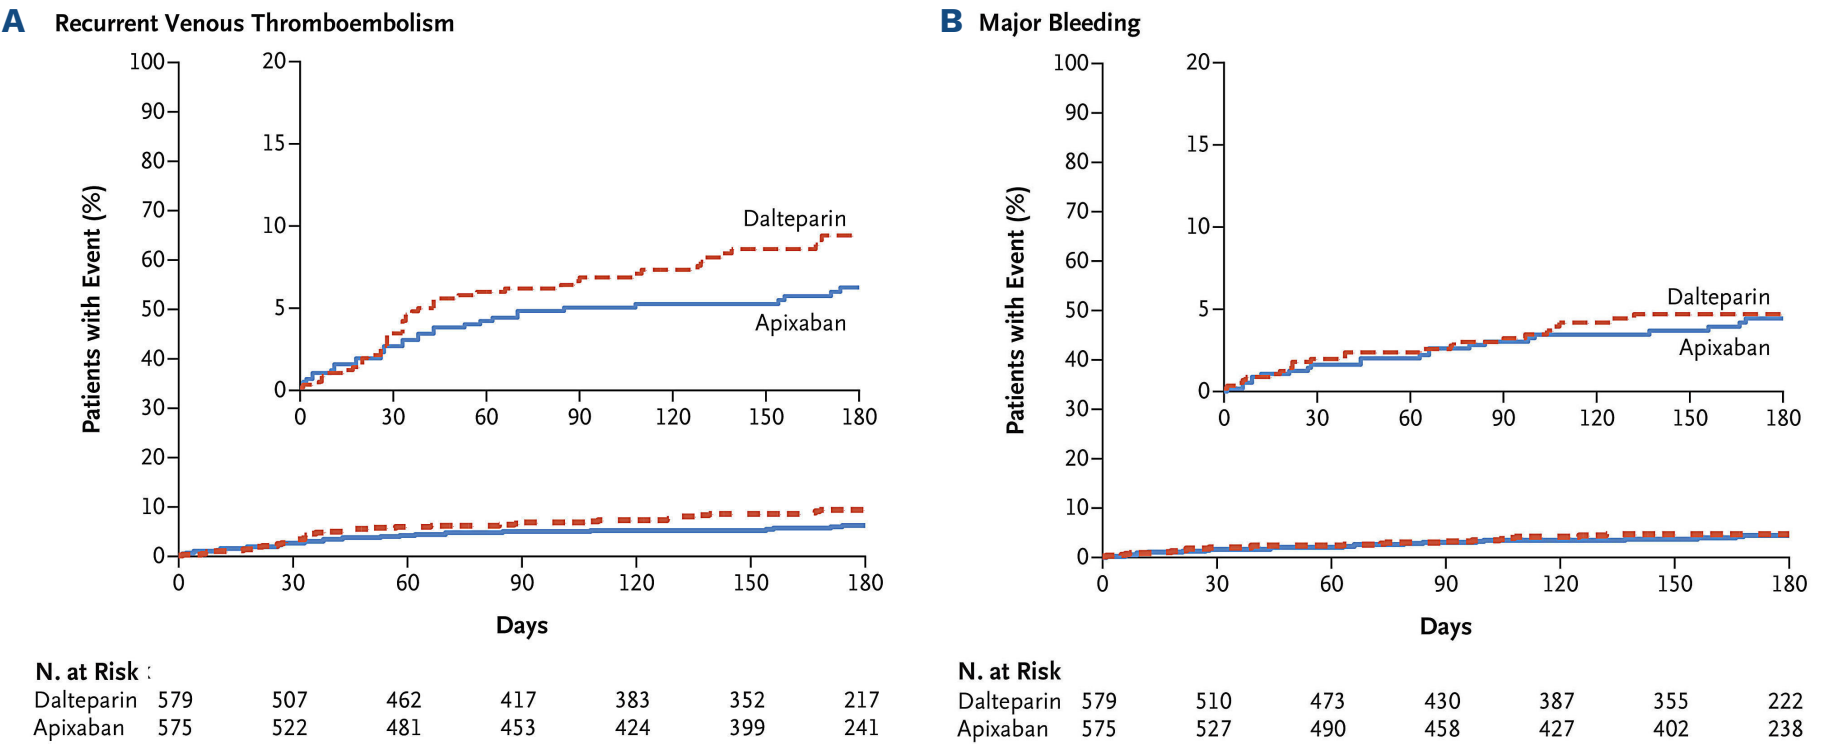 A Recurrent Venous Thromboembolism
Patients with Event (%)
100
90
80
70
60
50
40
30
20
10
0
20
15
10
5
0
Dalteparin
Apixaban
0 30 60 90 120 150 180
0 30 60 90 120 150 180
Days
N. at Risk :
Dalteparin 579 507 462 417 383 352 217
Apixaban 575 522 481 453 424 399 241
B Major Bleeding
Patients with Event (%)
100
90
80
70
60
50
40
30
20
10
0
20
15
10
5
0
Dalteparin
Apixaban
0 30 60 90 120 150 180
0 30 60 90 120 150 180
Days
N. at Risk
Dalteparin 579 510 473 430 387 355 222
Apixaban 575 527 490 458 427 402 238